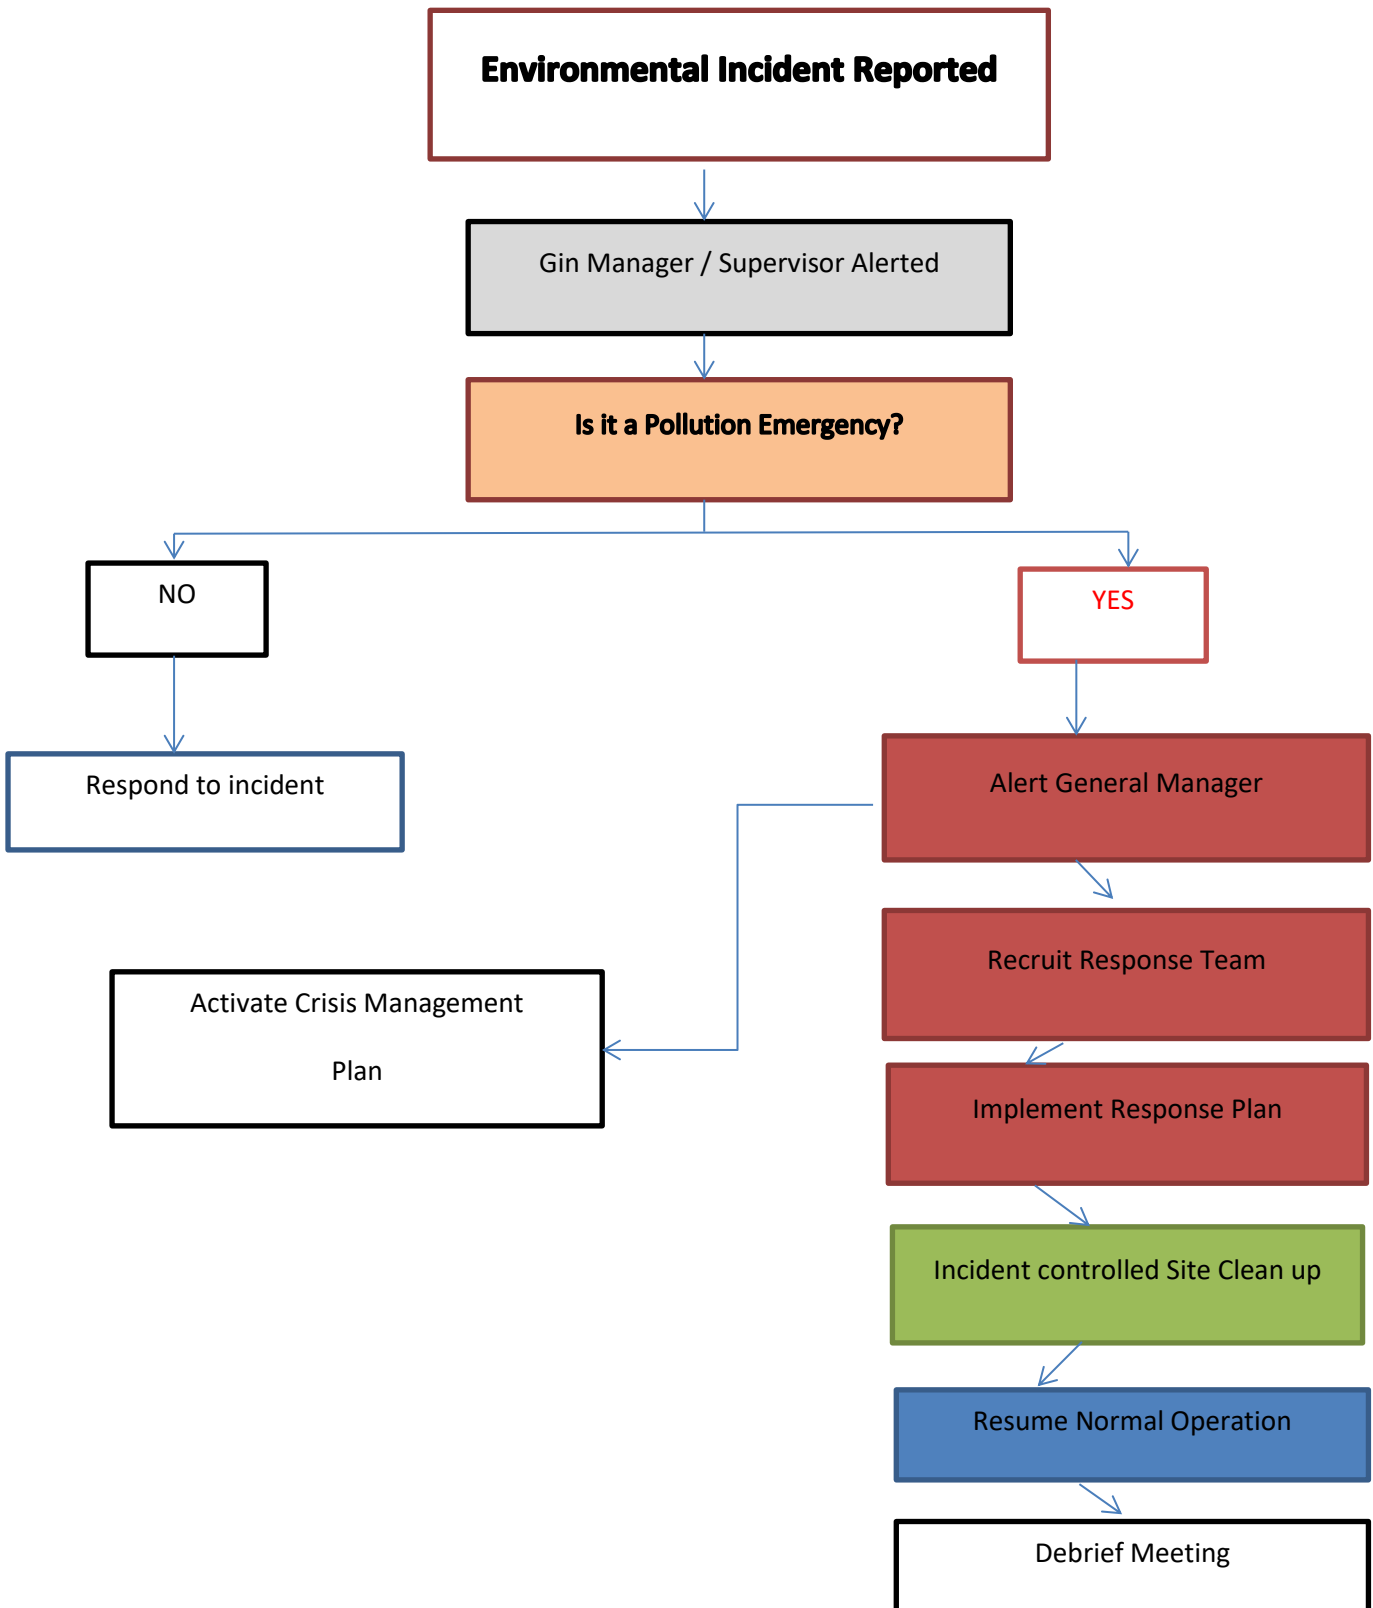 Environmental Incident Reported
Gin Manager / Supervisor Alerted
Is it a Pollution Emergency?
NO
YES
Respond to incident
Alert General Manager
Recruit Response Team
Activate Crisis Management
Plan
Implement Response Plan
Incident controlled Site Clean up
Resume Normal Operation
Debrief Meeting